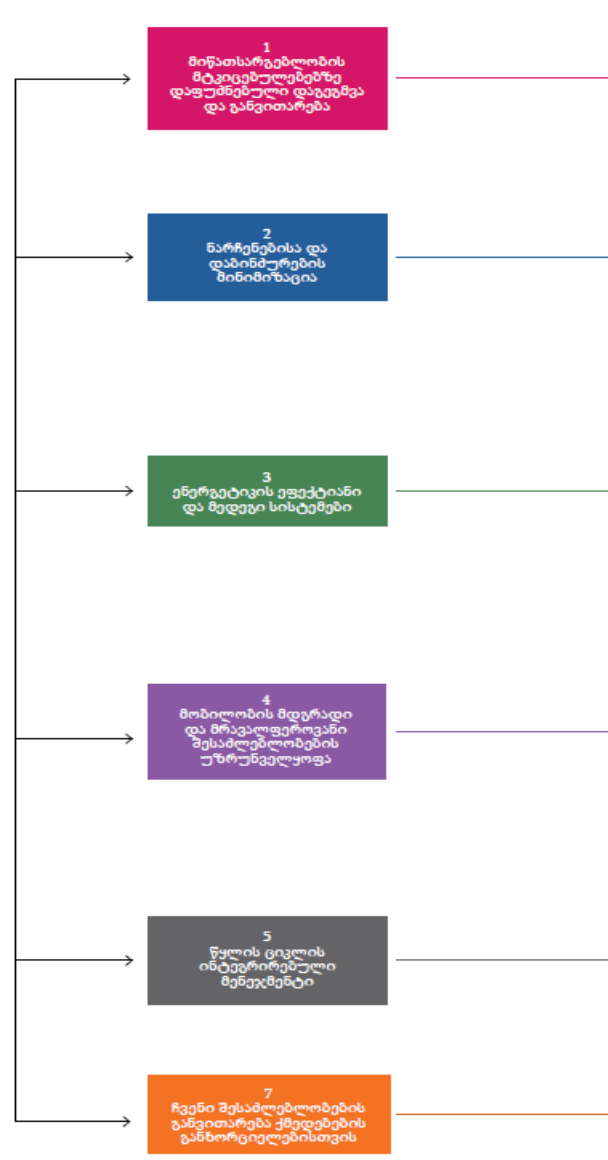 1
მიწათსარგებლობის
მტკიცებულებებზე
დაფუძნებული დაგეგმვა
და განვითარება
2
ნარჩენებისა და
დაბინძურების
მინიმიზაცია
3
ენერგეტიკის ეფექტიანი
და მედეგი სისტემები
4
მობილობის მდგრადი
და მრავალფეროვანი
შესაძლებლობების
უზრუნველყოფა
5
წყლის ციკლის
ინტეგრირებული
მენეჯმენტი
7
ჩვენი შესაძლებლობების
განვითარება ქმედებების
განხორციელებისთვის